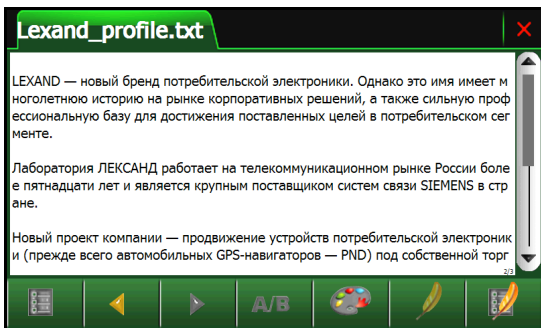 Lexand_profile.txt
LEXAND — новый бренд потребительской электроники. Однако это имя имеет м
ноголетнюю историю на рынке корпоративных решений, а также сильную проф
ессиональную базу для достижения поставленных целей в потребительском сег
менте.
Лаборатория ЛЕКСАНД работает на телекоммуникационном рынке России боле
е пятнадцати лет и является крупным поставщиком систем связи SIEMENS в стр
ане.
Новый проект компании — продвижение устройств потребительской электроник
и (прежде всего автомобильных GPS-навигаторов — PND) под собственной торг
2/3
A/B